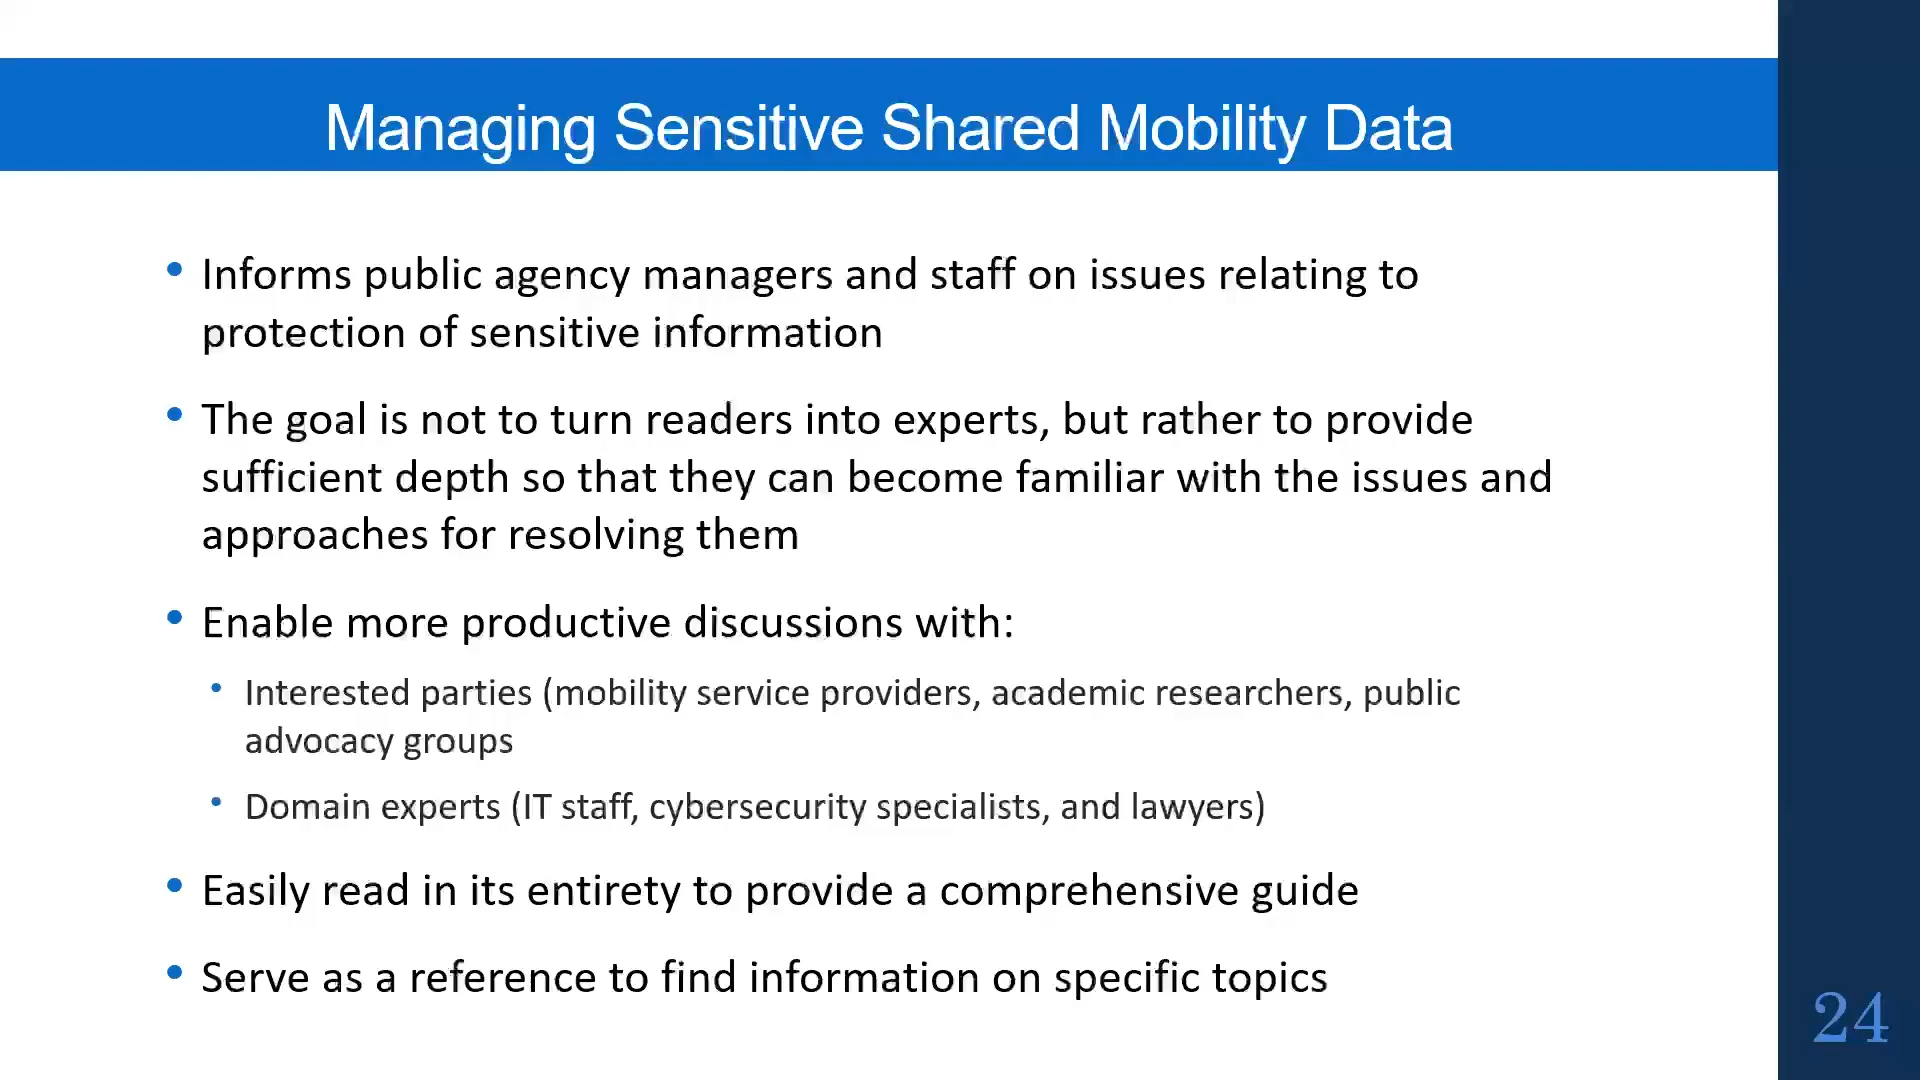 Managing Sensitive Shared Mobility Data
• Informs public agency managers and staff on issues relating to
protection of sensitive information
• The goal is not to turn readers into experts, but rather to provide
sufficient depth so that they can become familiar with the issues and
approaches for resolving them
• Enable more productive discussions with:
• Interested parties (mobility service providers, academic researchers, public
advocacy groups
• Domain experts (IT staff, cybersecurity specialists, and lawyers)
• Easily read in its entirety to provide a comprehensive guide
• Serve as a reference to find information on specific topics
24